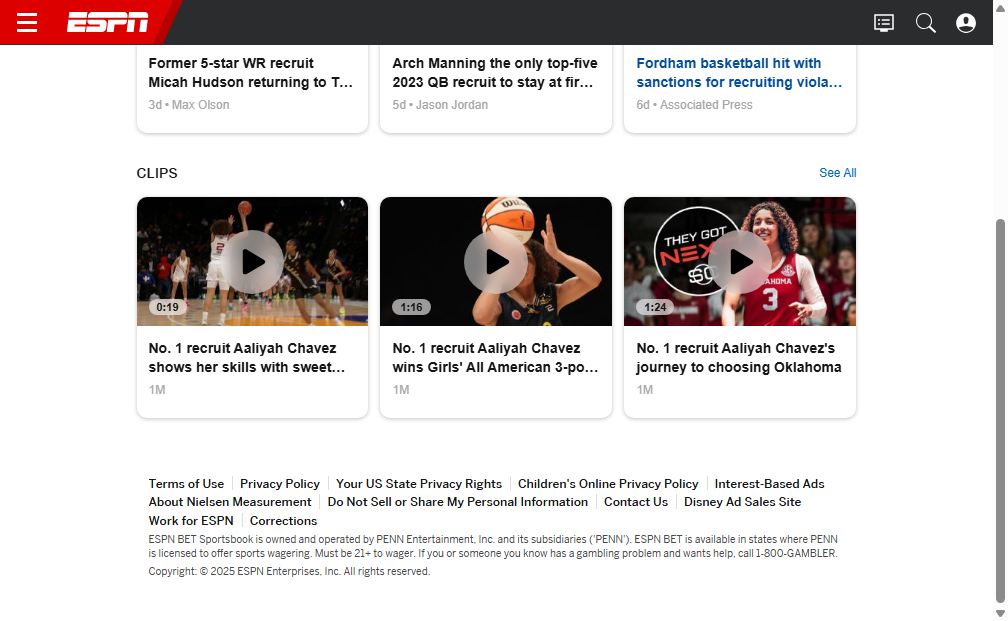 ESPN
Former 5-star WR recruit
Micah Hudson returning to T...
3d • Max Olson
Arch Manning the only top-five
2023 QB recruit to stay at fir...
5d • Jason Jordan
Fordham basketball hit with
sanctions for recruiting viola...
6d • Associated Press
CLIPS
See All
0:19
No. 1 recruit Aaliyah Chavez
shows her skills with sweet...
1M
1:16
No. 1 recruit Aaliyah Chavez
wins Girls' All American 3-po...
1M
THEY GOT
NEXT
SC
OKLAHOMA
3
1:24
No. 1 recruit Aaliyah Chavez's
journey to choosing Oklahoma
1M
Terms of Use
Privacy Policy
Your US State Privacy Rights
Children's Online Privacy Policy
Interest-Based Ads
About Nielsen Measurement
Do Not Sell or Share My Personal Information
Contact Us
Disney Ad Sales Site
Work for ESPN
Corrections
ESPN BET Sportsbook is owned and operated by PENN Entertainment, Inc. and its subsidiaries ('PENN'). ESPN BET is available in states where PENN
is licensed to offer sports wagering. Must be 21+ to wager. If you or someone you know has a gambling problem and wants help, call 1-800-GAMBLER.
Copyright: © 2025 ESPN Enterprises, Inc. All rights reserved.